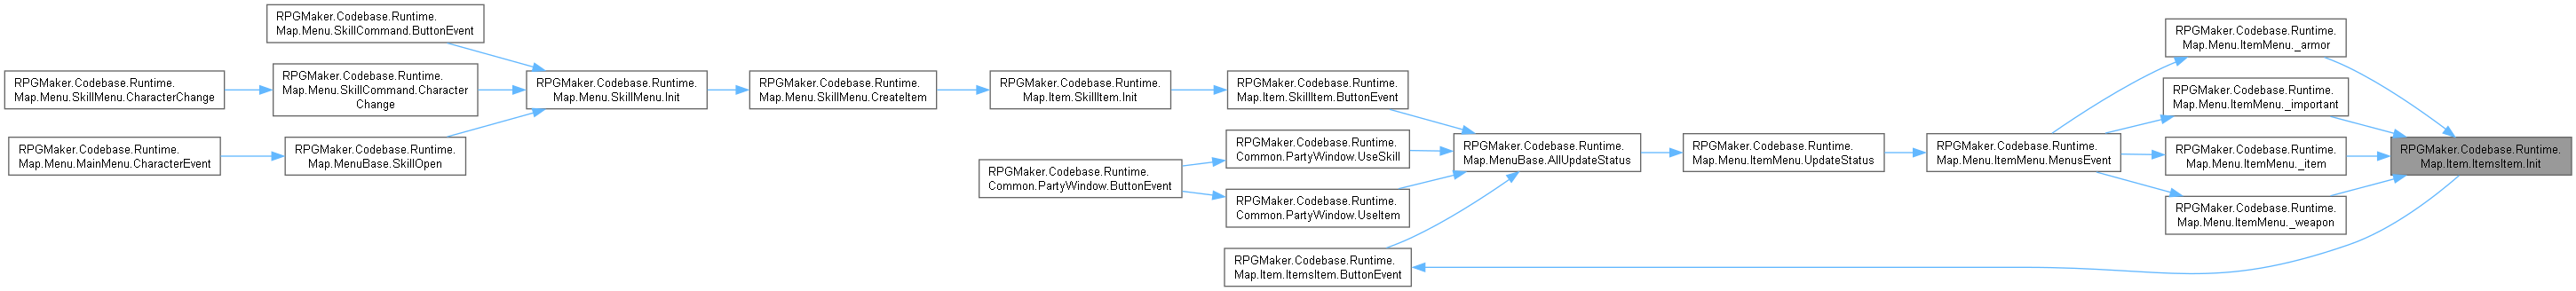 RPGMaker.Codebase.Runtime.
Map.Menu.SkillCommand.ButtonEvent
RPGMaker.Codebase.Runtime.
Map.Menu.SkillMenu.CharacterChange
RPGMaker.Codebase.Runtime.
Map.Menu.SkillCommand.Character
Change
RPGMaker.Codebase.Runtime.
Map.Menu.MainMenu.CharacterEvent
RPGMaker.Codebase.Runtime.
Map.MenuBase.SkillOpen
RPGMaker.Codebase.Runtime.
Map.Menu.SkillMenu.Init
RPGMaker.Codebase.Runtime.
Map.Menu.SkillMenu.CreateItem
RPGMaker.Codebase.Runtime.
Map.Item.SkillItem.Init
RPGMaker.Codebase.Runtime.
Map.Item.SkillItem.ButtonEvent
RPGMaker.Codebase.Runtime.
Common.PartyWindow.ButtonEvent
RPGMaker.Codebase.Runtime.
Common.PartyWindow.UseSkill
RPGMaker.Codebase.Runtime.
Common.PartyWindow.UseItem
RPGMaker.Codebase.Runtime.
Map.Item.ItemsItem.ButtonEvent
RPGMaker.Codebase.Runtime.
Map.MenuBase.AllUpdateStatus
RPGMaker.Codebase.Runtime.
Map.Menu.ItemMenu.UpdateStatus
RPGMaker.Codebase.Runtime.
Map.Menu.ItemMenu.MenusEvent
RPGMaker.Codebase.Runtime.
Map.Menu.ItemMenu._armor
RPGMaker.Codebase.Runtime.
Map.Menu.ItemMenu._important
RPGMaker.Codebase.Runtime.
Map.Menu.ItemMenu._item
RPGMaker.Codebase.Runtime.
Map.Menu.ItemMenu._weapon
RPGMaker.Codebase.Runtime.
Map.Item.ItemsItem.Init